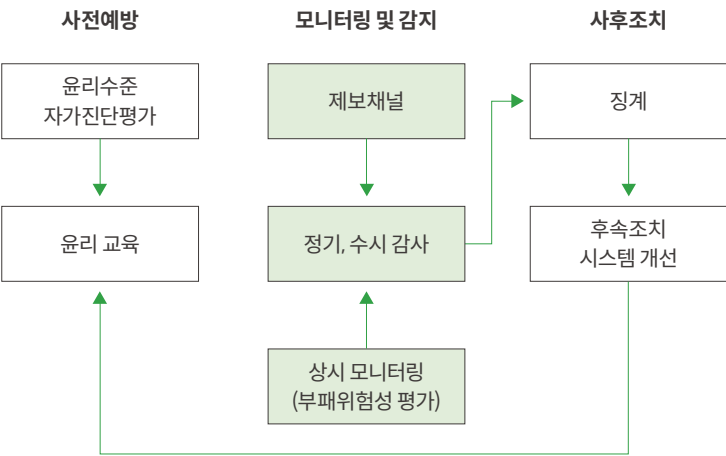 사전예방
모니터링 및 감지
사후조치
윤리수준
자가진단평가
제보채널
징계
윤리 교육
정기, 수시 감사
후속조치
시스템 개선
상시 모니터링
(부패위험성 평가)